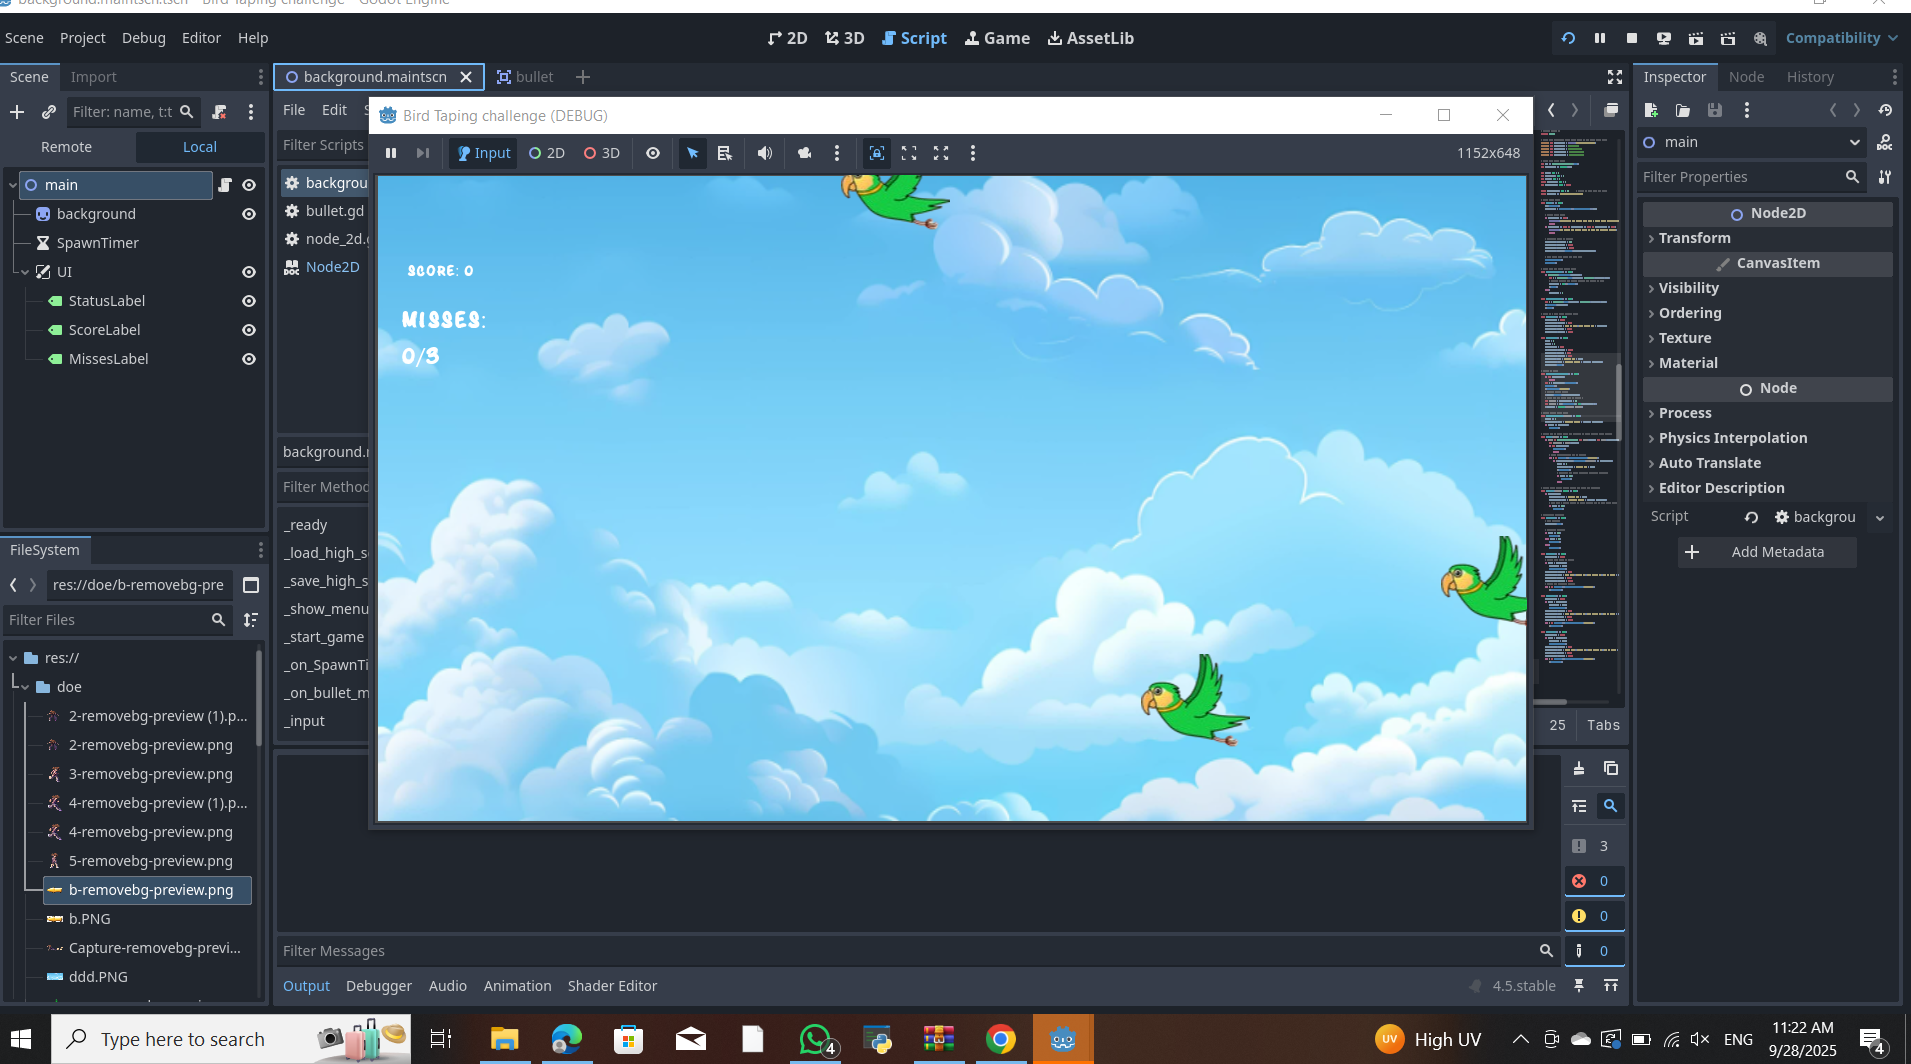 background.maintscn.tscn - Bird Taping challenge - Godot Engine
Scene Project Debug Editor Help
2D 3D Script Game AssetLib
Compatibility
Scene Import
background.maintscn bullet
Inspector Node History
Filter: name, t:t
File Edit
Bird Taping challenge (DEBUG)
Remote Local
Filter Scripts
Input 2D 3D
1152x648
main
main
background
SpawnTimer
UI
StatusLabel
ScoreLabel
MissesLabel
backgrou
bullet.gd
node_2d.g
Node2D
SCORE: 0
MISSES:
0/3
Filter Properties
Node2D
Transform
CanvasItem
Visibility
Ordering
Texture
Material
Node
Process
Physics Interpolation
Auto Translate
Editor Description
Script backgrou
Add Metadata
Filter Methods
_ready
_load_high_s
_save_high_s
_show_menu
_start_game
_on_SpawnTi
_on_bullet_m
_input
FileSystem
res://doe/b-removebg-pre
Filter Files
res://
doe
2-removebg-preview (1).p...
2-removebg-preview.png
3-removebg-preview.png
4-removebg-preview (1).p...
4-removebg-preview.png
5-removebg-preview.png
b-removebg-preview.png
b.PNG
Capture-removebg-previ...
ddd.PNG
25 Tabs
3
0
0
0
Filter Messages
Output Debugger Audio Animation Shader Editor
4.5.stable
Type here to search
4
UV High UV
ENG
11:22 AM
9/28/2025
4